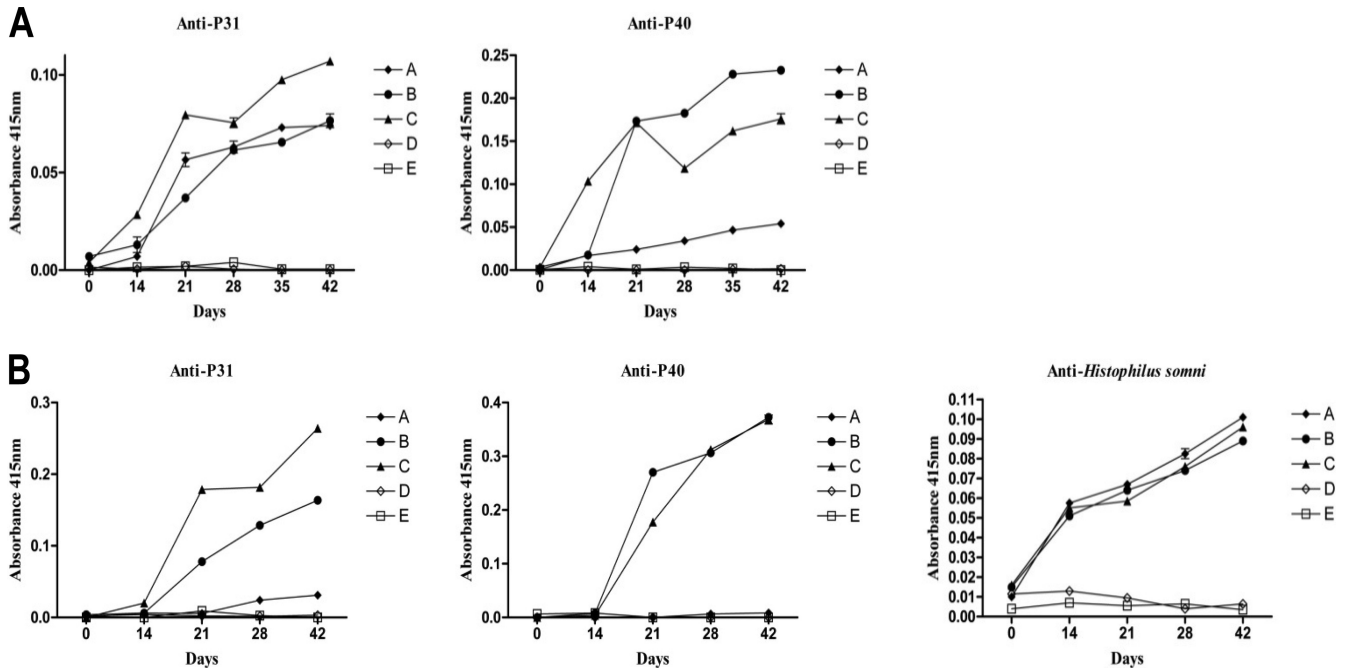 A
Anti-P31
Absorbance 415nm
0.10
0.05
0.00
0 14 21 28 35 42
Days
A
B
C
D
E
Anti-P40
Absorbance 415nm
0.25
0.20
0.15
0.10
0.05
0.00
0 14 21 28 35 42
Days
A
B
C
D
E
B
Anti-P31
Absorbance 415nm
0.3
0.2
0.1
0.0
0 14 21 28 42
Days
A
B
C
D
E
Anti-P40
Absorbance 415nm
0.4
0.3
0.2
0.1
0.0
0 14 21 28 42
Days
A
B
C
D
E
Anti-Histophilus somni
Absorbance 415nm
0.11
0.10
0.09
0.08
0.07
0.06
0.05
0.04
0.03
0.02
0.01
0.00
0 14 21 28 42
Days
A
B
C
D
E